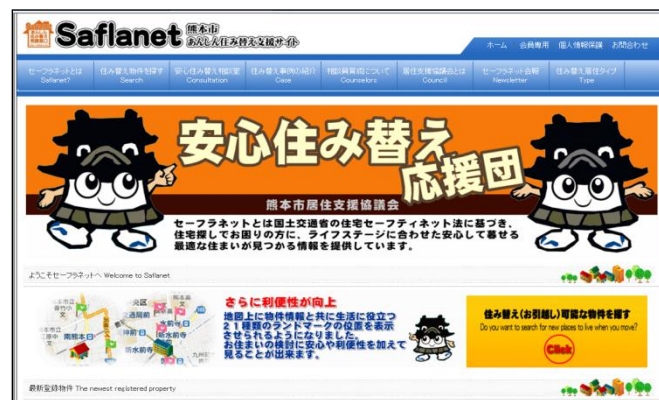 Saflanet 熊本市
あんしん住み替え支援サイト
ホーム 会員専用 個人情報保護 お問合わせ
セーフラネットとは 住み替え物件を探す 安心住み替え相談室 住み替え事例の紹介 相談員育成について 居住支援協議会とは セーフラネット会報 住み替え居住タイプ
Saflanet? Search Consultation Case Counselors Council Newsletter Type
安心住み替え
応援団
熊本市居住支援協議会
セーフラネットとは国土交通省の住宅セーフティネット法に基づき、
住宅探しでお困りの方に、ライフステージに合わせた安心して暮せる
最適な住まいが見つかる情報を提供しています。
ようこそセーフラネットへ Welcome to Saflanet
さらに利便性が向上
地図上に物件情報と共に生活に役立つ
21種類のランドマークの位置を表示
させられるようになりました。
お住まいの検討に安心や利便性を加えて
見ることが出来ます。
南熊本
新水前寺
住み替え(お引越し)可能な物件を探す
Do you want to search for new places to live when you move?
Click
最新登録物件 The newest registered property